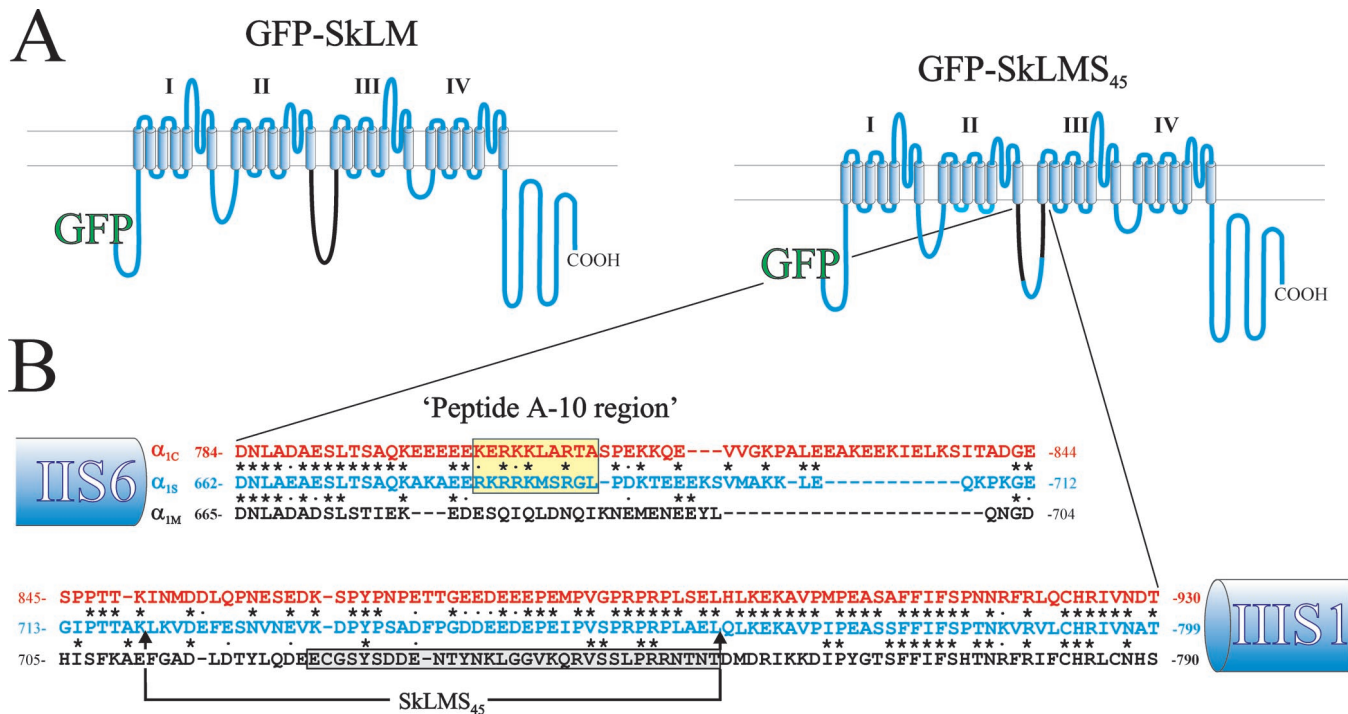 A
GFP-SkLM
GFP-SkLMS45
I II III IV
I II III IV
GFP
COOH
GFP
COOH
B
'Peptide A-10 region'
IIS6
α1C 784- DNLADAESLTSAQKEEEEEKERKKLARTASPEKKQE---VVGKPALEEAKEEKIELKSITADGE -844
α1S 662- DNLAEAESLTSAQKAKAEERKRRKMSRGL-PDKTEEEKSVMAKK-LE-------------QKPKGE -712
α1M 665- DNLADADSLSTIEK---EDESQIQLDNQIKNEMENEEYL--------------------QNGD -704
845- SPPTT-KINMDDLQPNESEDK-SPYPNPETTGEEDEEEPEMPVGPRPRPLSELHLKEKAVPMPEASAFFIFSPNNRFRLQCHRIVNDT -930
713- GIPTTAKLKVDEFESNVNEVK-DPYPSADFPGDDEEDEPEIPVSPRPRPLAELQLKEKAVPIPEASSFFIFSPTNKVRVLCHRIVNAT -799
705- HISFKAEFGAD-LDTYLQDEECGSYSDDE-NTYNKLGGVKQRVSSLPRRNTNTDMDRIKKDIPYGTSFFIFSHTNRFRIFCHRLCNHS -790
IIIS1
SkLMS45